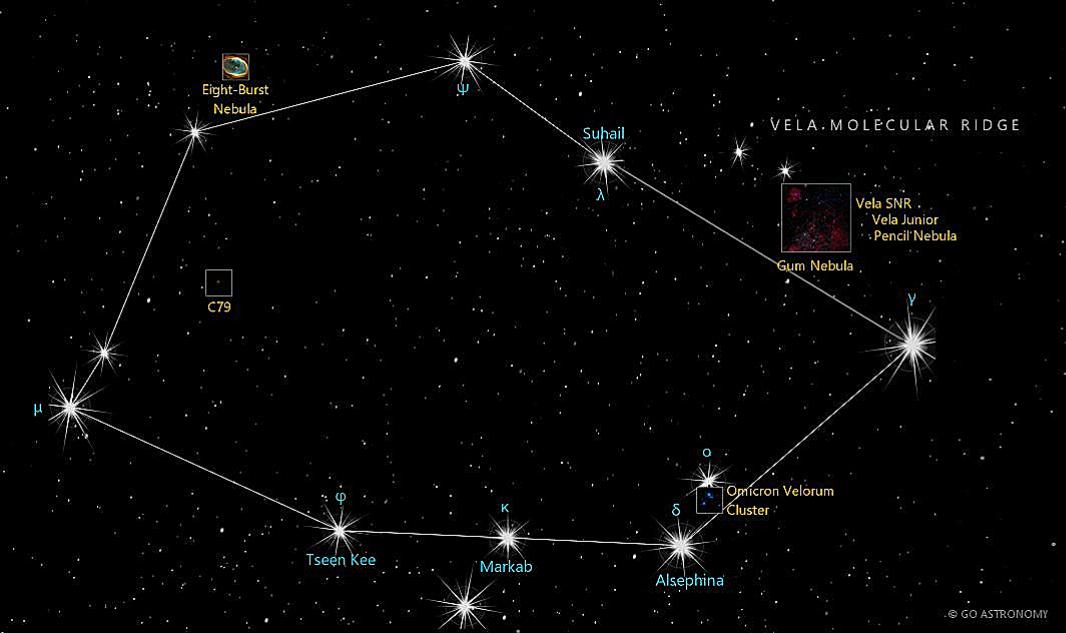 Eight-Burst
Nebula
ψ
Suhail
λ
VELA MOLECULAR RIDGE
Vela SNR
Vela Junior
Pencil Nebula
Gum Nebula
C79
γ
μ
ο
Omicron Velorum
Cluster
φ
κ
δ
Tseen Kee
Markab
Alsephina
© GO ASTRONOMY